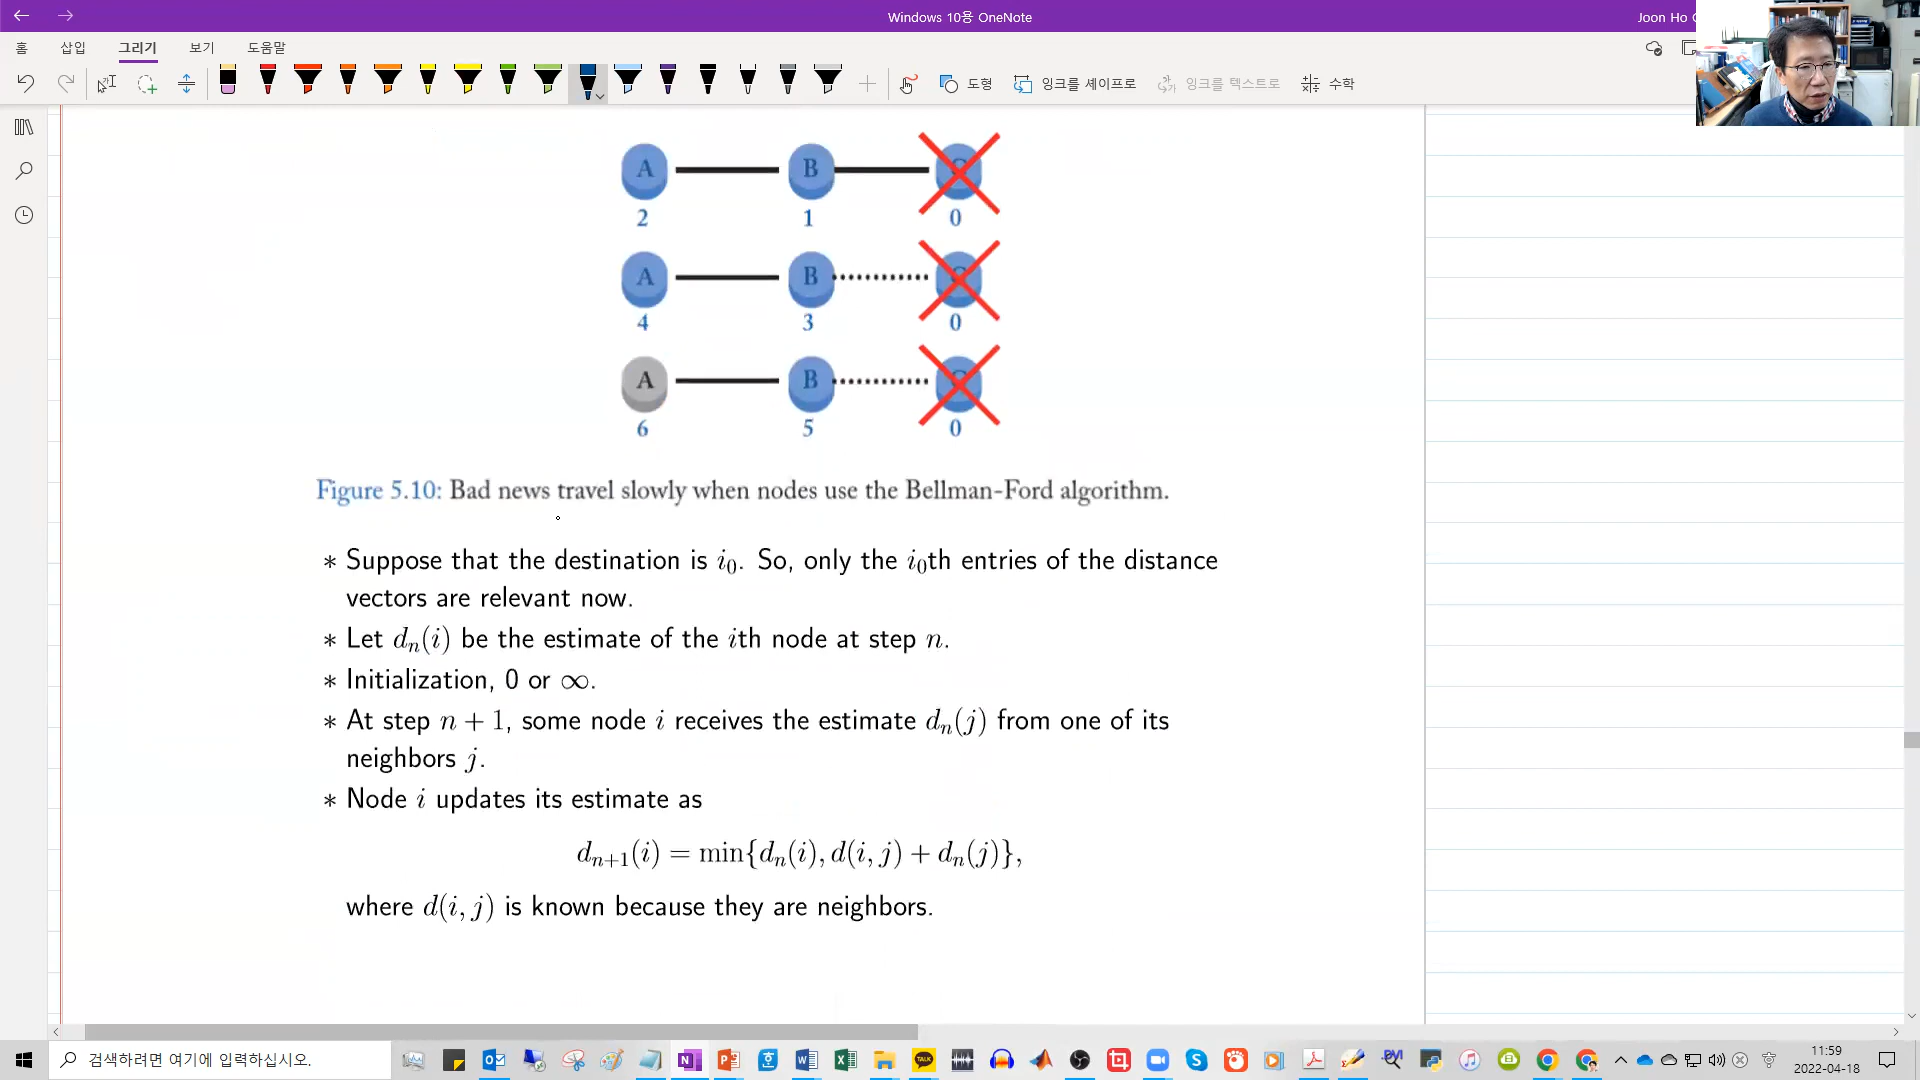 Windows 10용 OneNote
Joon Ho
홈 삽입 그리기 보기 도움말
도형 잉크를 셰이프로 잉크를 텍스트로 수학
A B
2 1 0
A B
4 3 0
A B
6 5 0
Figure 5.10: Bad news travel slowly when nodes use the Bellman-Ford algorithm.
∗ Suppose that the destination is i₀. So, only the i₀th entries of the distance
vectors are relevant now.
∗ Let dₙ(i) be the estimate of the ith node at step n.
∗ Initialization, 0 or ∞.
∗ At step n + 1, some node i receives the estimate dₙ(j) from one of its
neighbors j.
∗ Node i updates its estimate as
dₙ₊₁(i) = min{dₙ(i), d(i, j) + dₙ(j)},
where d(i, j) is known because they are neighbors.
검색하려면 여기에 입력하십시오.
11:59
2022-04-18